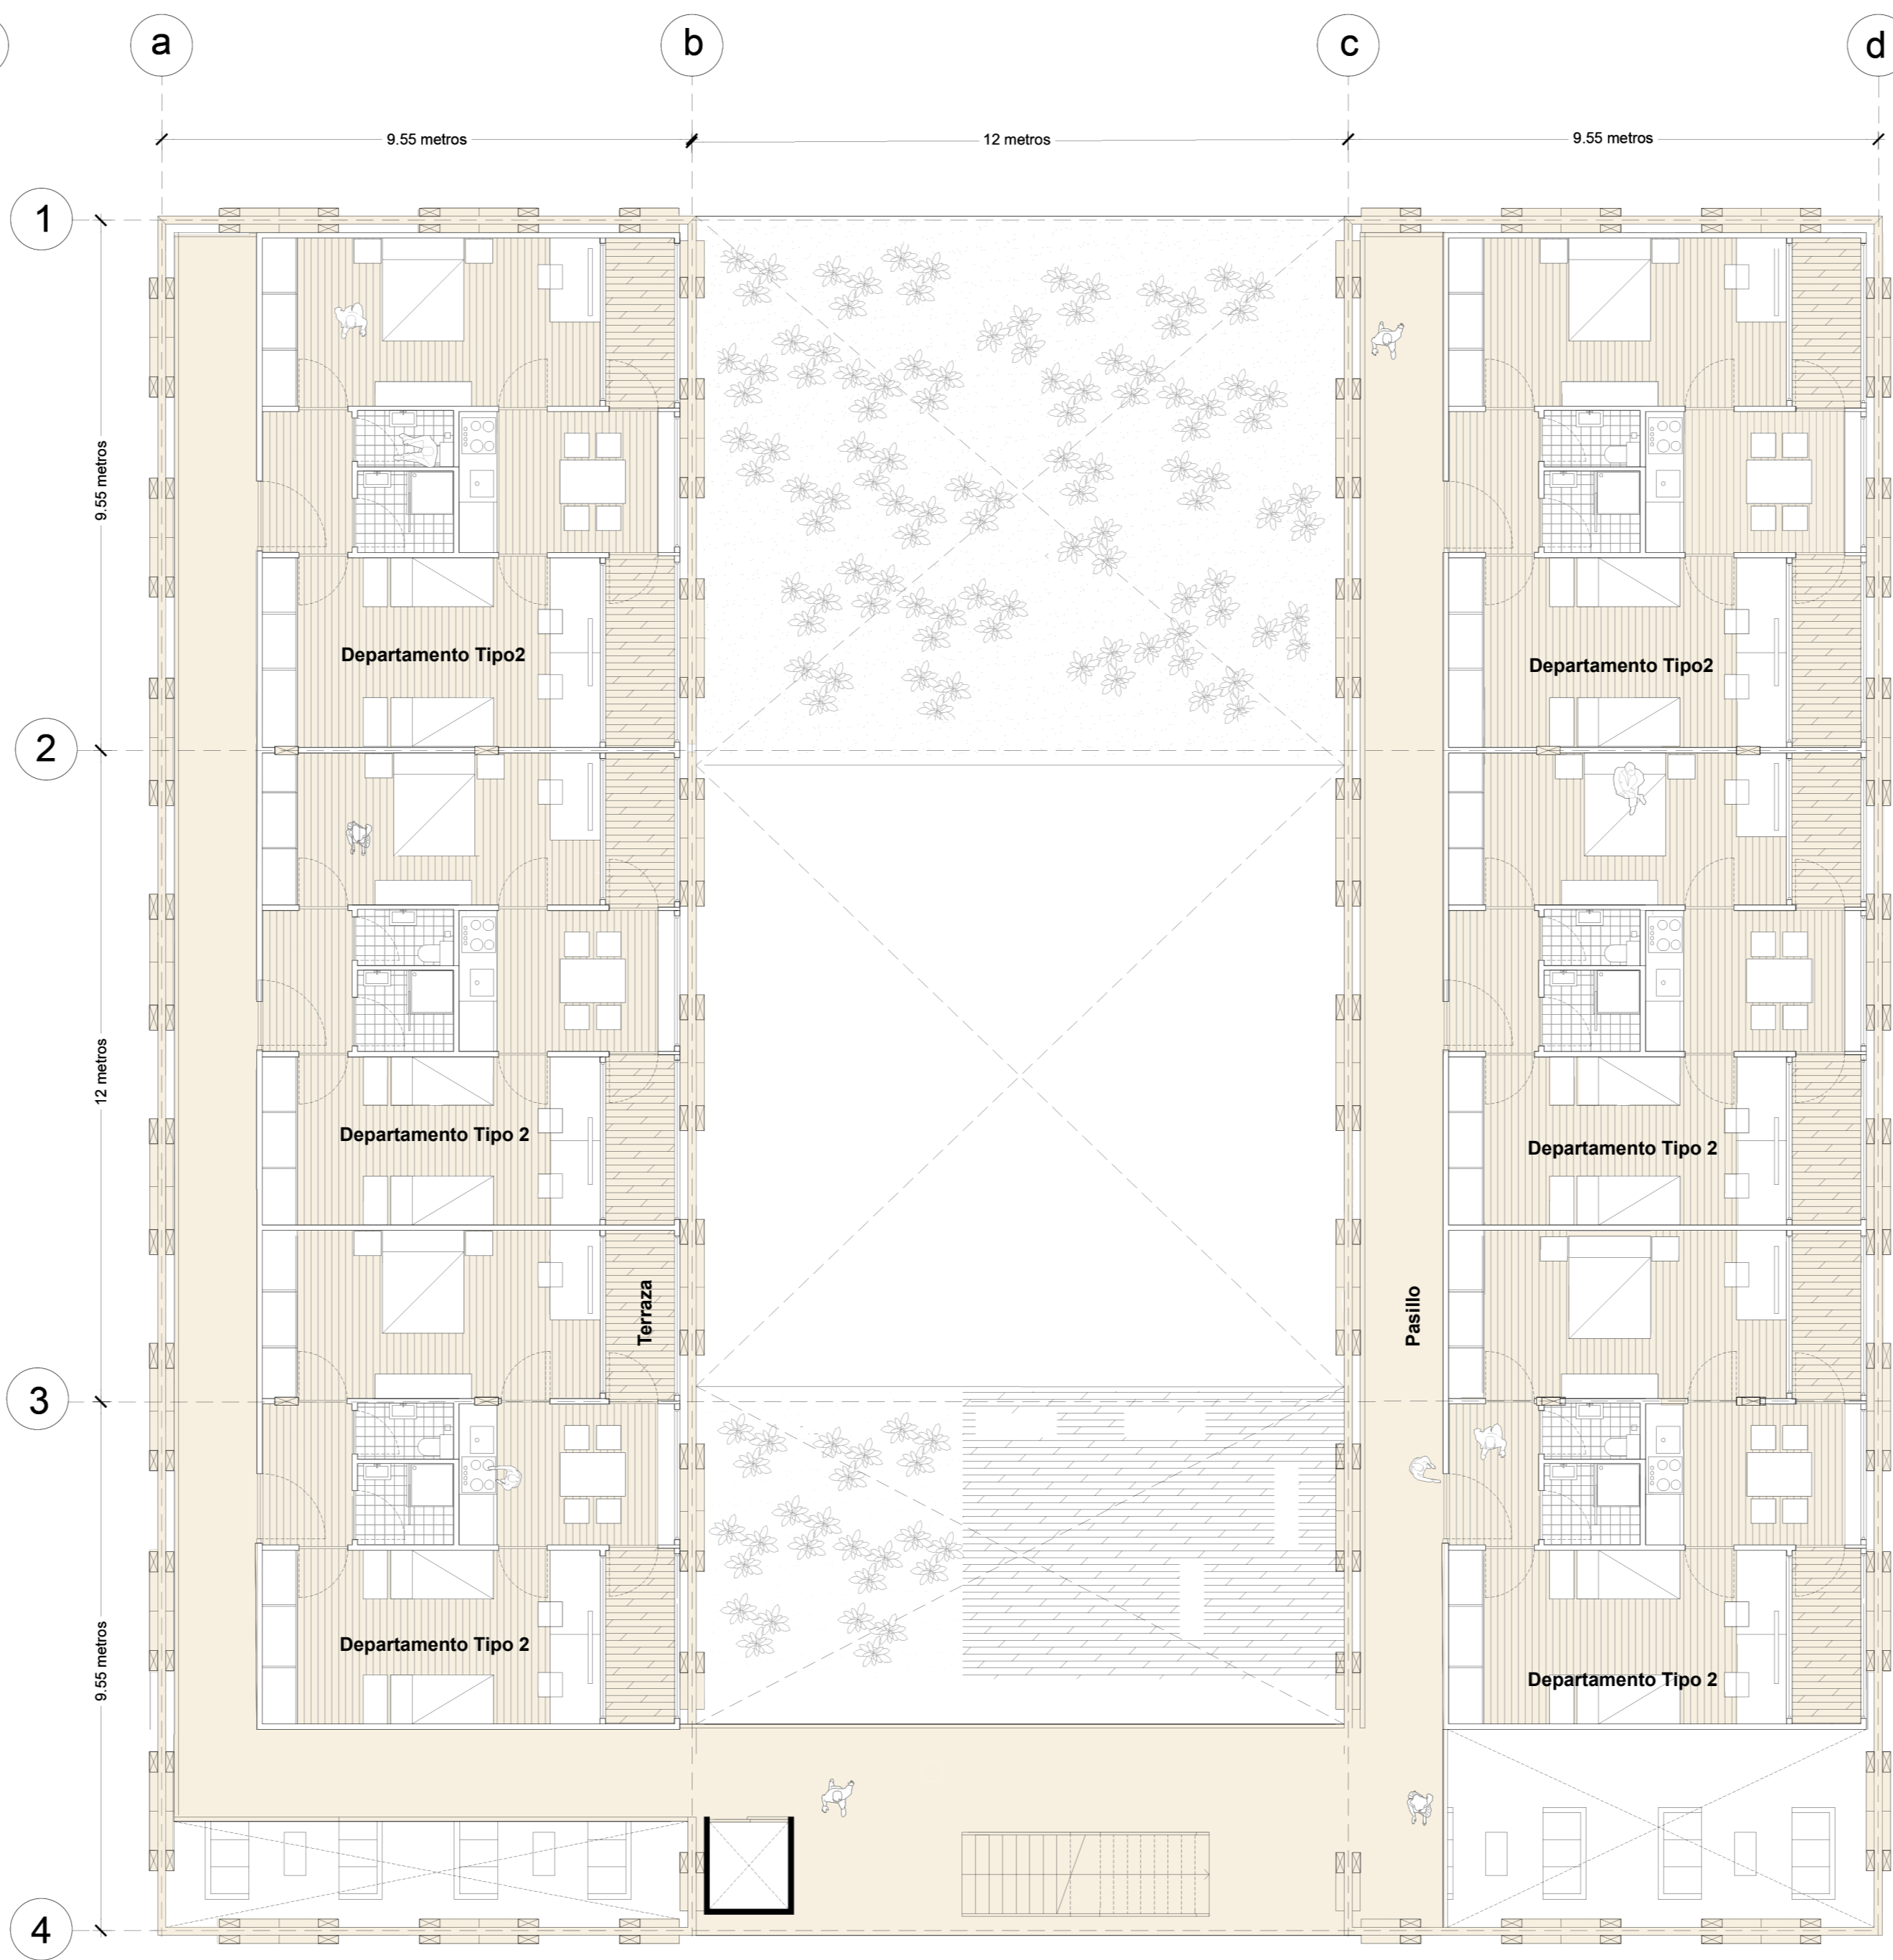 a
b
c
d
9.55 metros
12 metros
9.55 metros
1
9.55 metros
Departamento Tipo2
Departamento Tipo2
2
12 metros
Departamento Tipo 2
Departamento Tipo 2
Terraza
Pasillo
3
9.55 metros
Departamento Tipo 2
Departamento Tipo 2
4